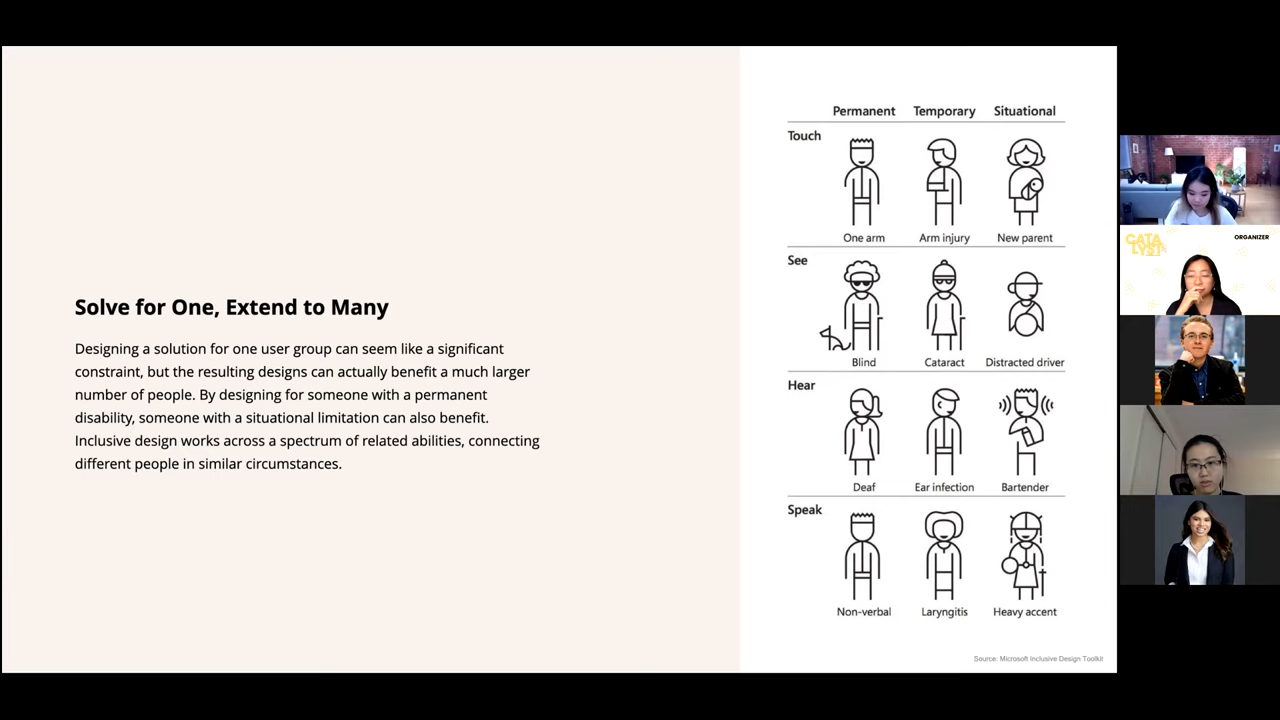 Solve for One, Extend to Many
Designing a solution for one user group can seem like a significant
constraint, but the resulting designs can actually benefit a much larger
number of people. By designing for someone with a permanent
disability, someone with a situational limitation can also benefit.
Inclusive design works across a spectrum of related abilities, connecting
different people in similar circumstances.
Permanent Temporary Situational
Touch
One arm Arm injury New parent
See
Blind Cataract Distracted driver
Hear
Deaf Ear infection Bartender
Speak
Non-verbal Laryngitis Heavy accent
Source: Microsoft Inclusive Design Toolkit
CATA
LYST
ORGANIZER